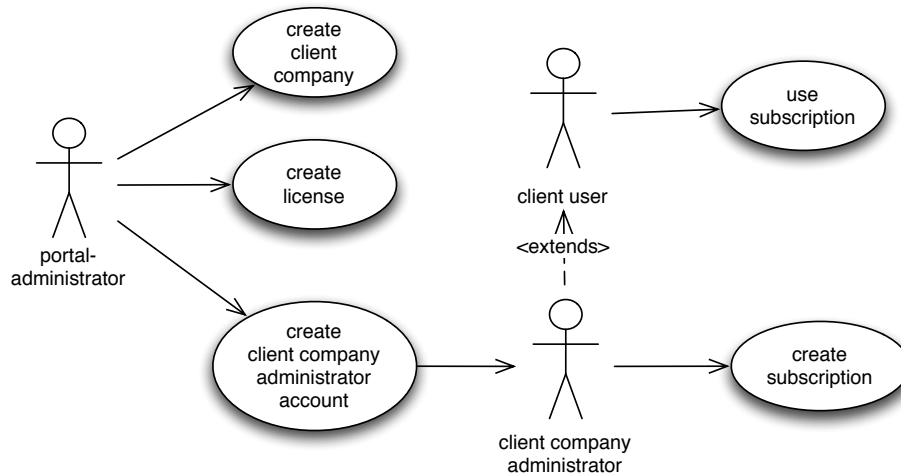 create
client
company
use
subscription
create
license
client user
portal-
administrator
<extends>
create
client company
administrator
account
create
subscription
client company
administrator